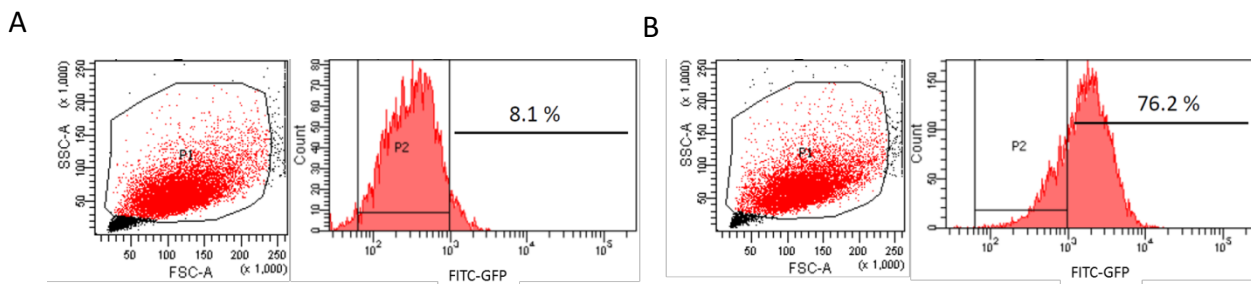 A
B
SSC-A
(x 1,000)
250
200
150
100
50
P1
50 100 150 200 250
FSC-A
(x 1,000)
Count
80
70
60
50
40
30
20
10
0
P2
8.1 %
10² 10³ 10⁴ 10⁵
FITC-GFP
SSC-A
(x 1,000)
250
200
150
100
50
P1
50 100 150 200 250
FSC-A
(x 1,000)
Count
150
100
50
0
P2
76.2 %
10² 10³ 10⁴ 10⁵
FITC-GFP